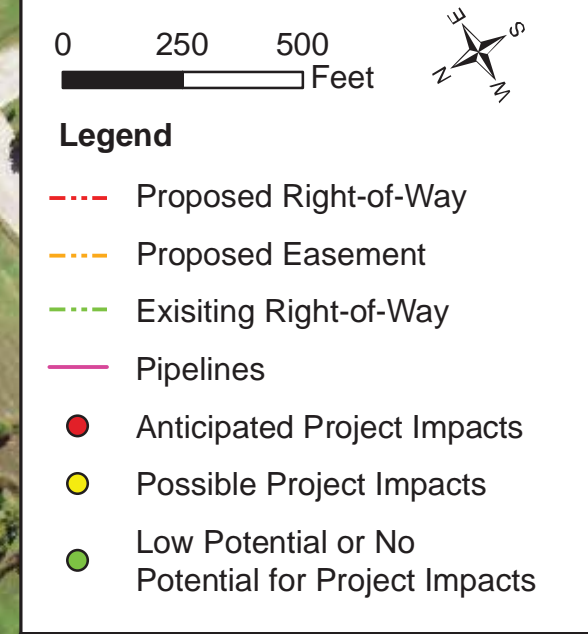 0 250 500
Feet
E
S
N
W
Legend
Proposed Right-of-Way
Proposed Easement
Exisiting Right-of-Way
Pipelines
Anticipated Project Impacts
Possible Project Impacts
Low Potential or No
Potential for Project Impacts